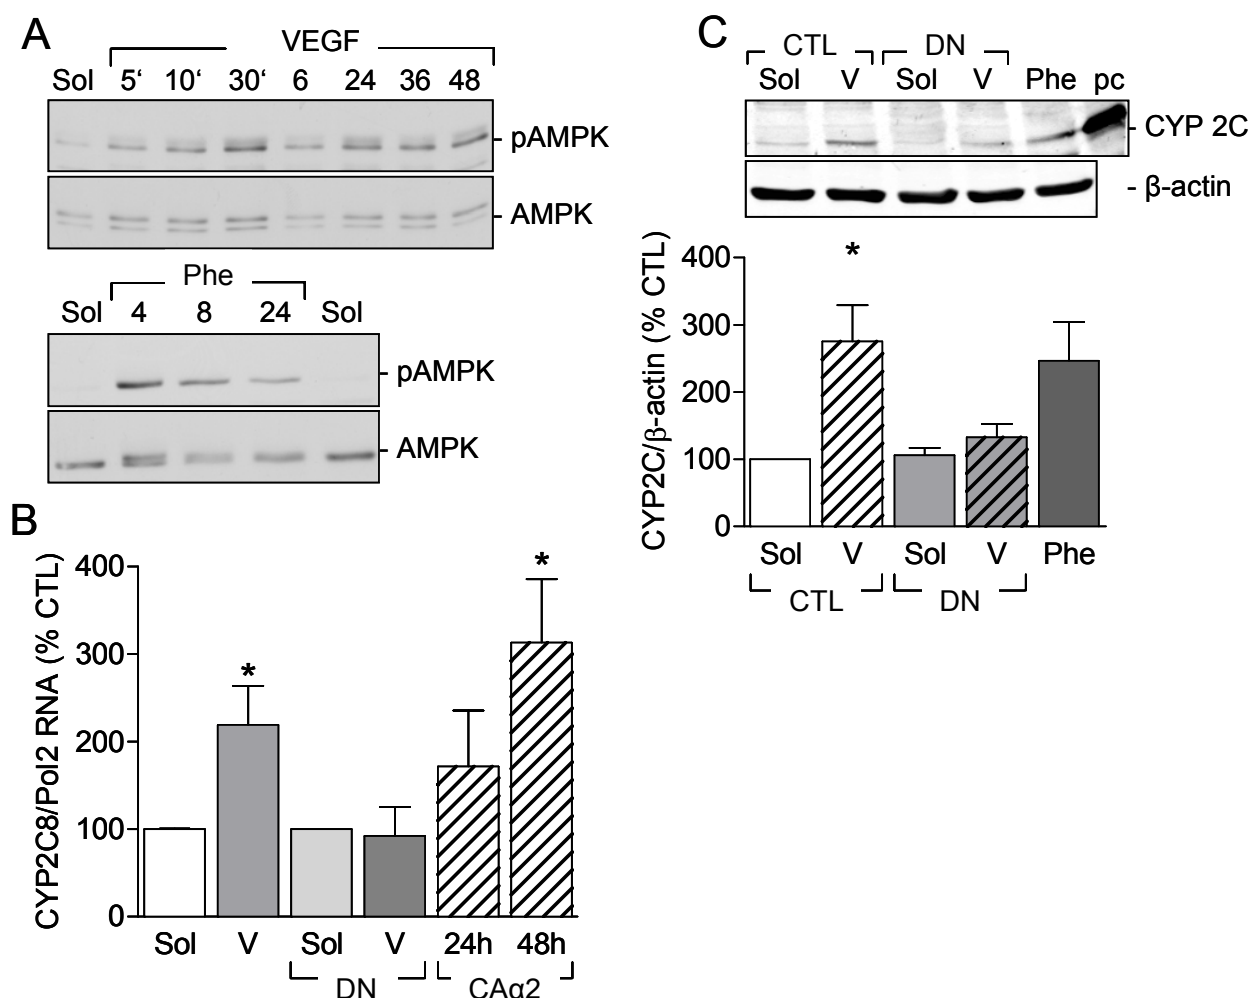 A
VEGF
Sol 5‘ 10‘ 30‘ 6 24 36 48
pAMPK
AMPK
Phe
Sol 4 8 24 Sol
pAMPK
AMPK
B
CYP2C8/Pol2 RNA (% CTL)
400
300
200
100
0
*
*
Sol V Sol V 24h 48h
DN CAα2
C
CTL DN
Sol V Sol V Phe pc
CYP 2C
- β-actin
CYP2C/β-actin (% CTL)
400
300
200
100
0
*
Sol V Sol V Phe
CTL DN